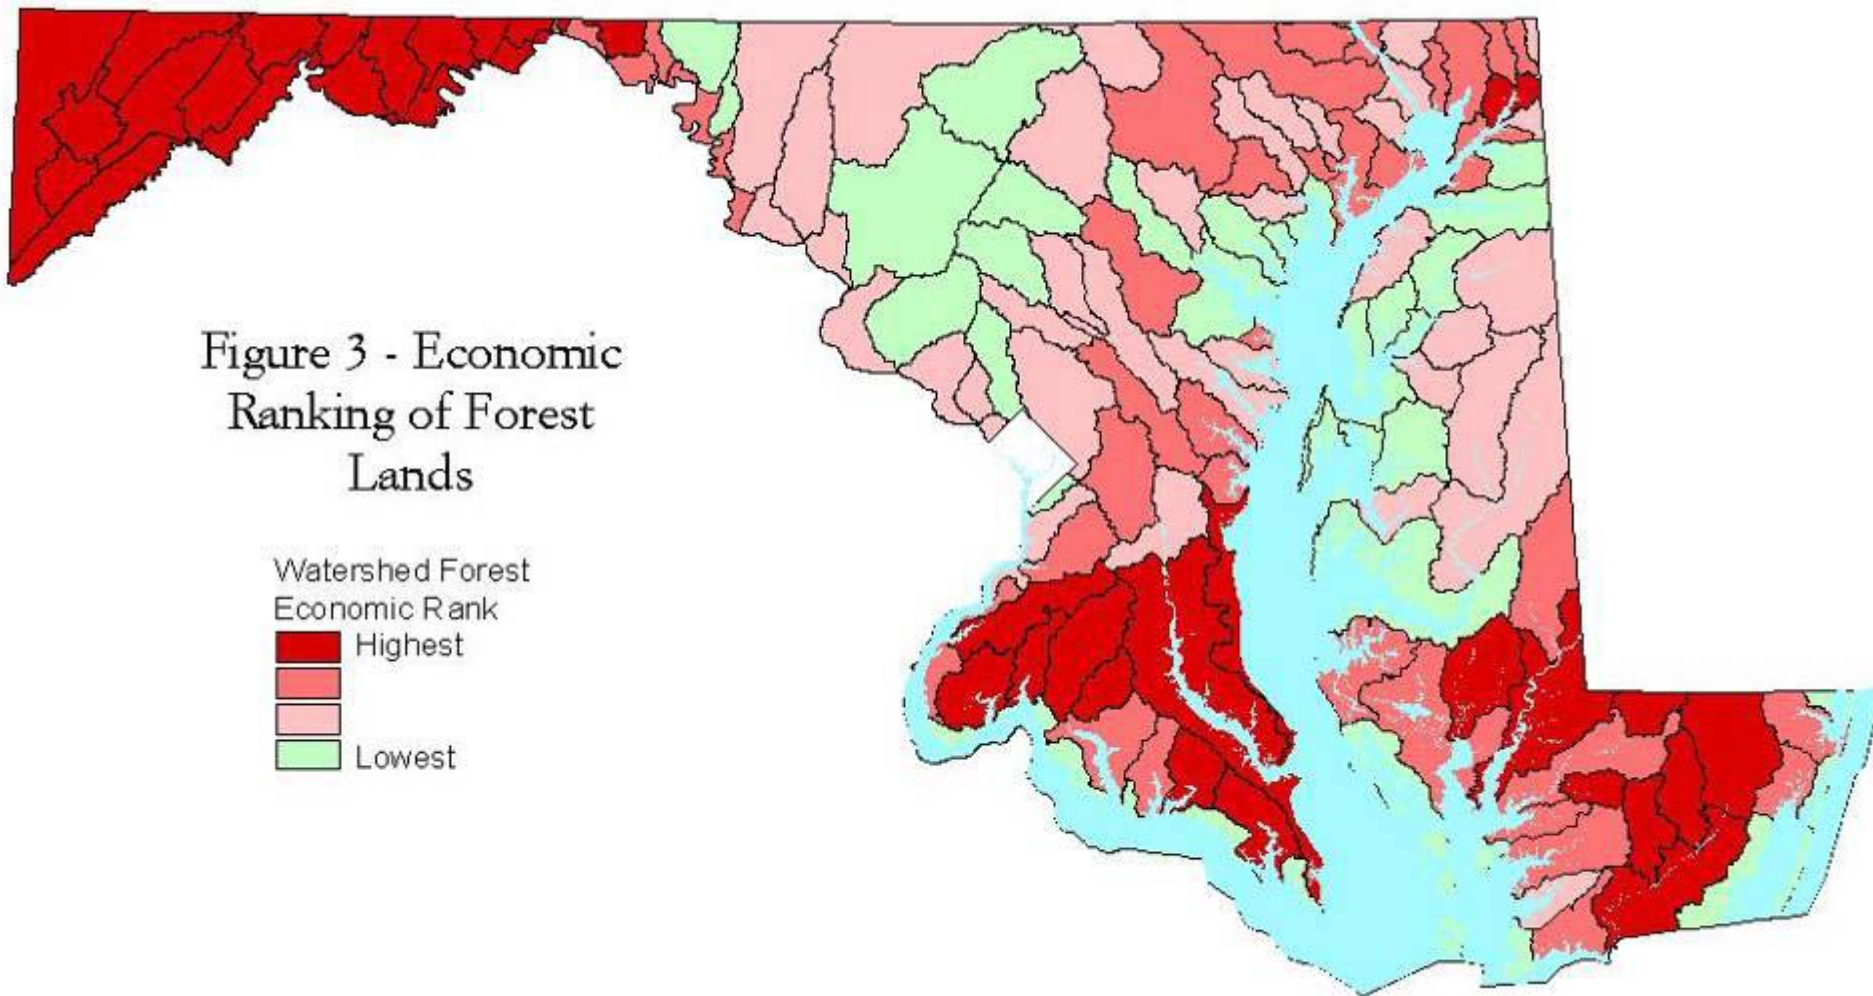 Figure 3 - Economic
Ranking of Forest
Lands
Watershed Forest
Economic Rank
Highest
Lowest